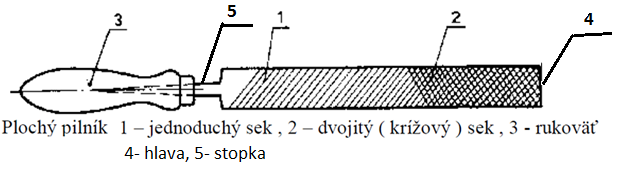 3
5
1
2
4
Plochý pilník 1 – jednoduchý sek , 2 – dvojitý ( krížový ) sek , 3 - rukoväť
4- hlava, 5- stopka